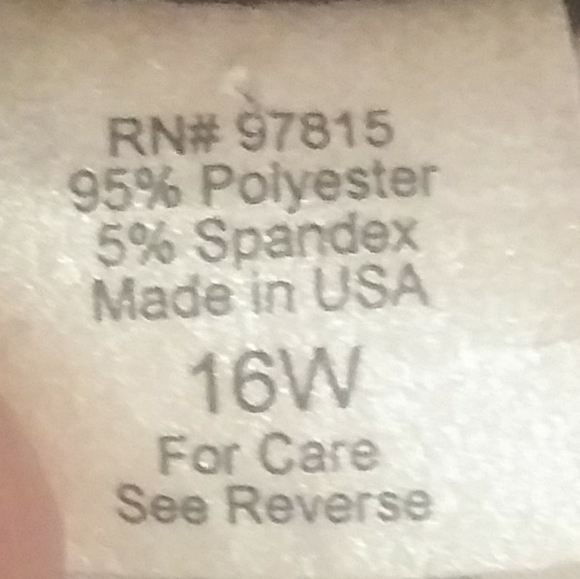 RN# 97815
95% Polyester
5% Spandex
Made in USA
16W
For Care
See Reverse